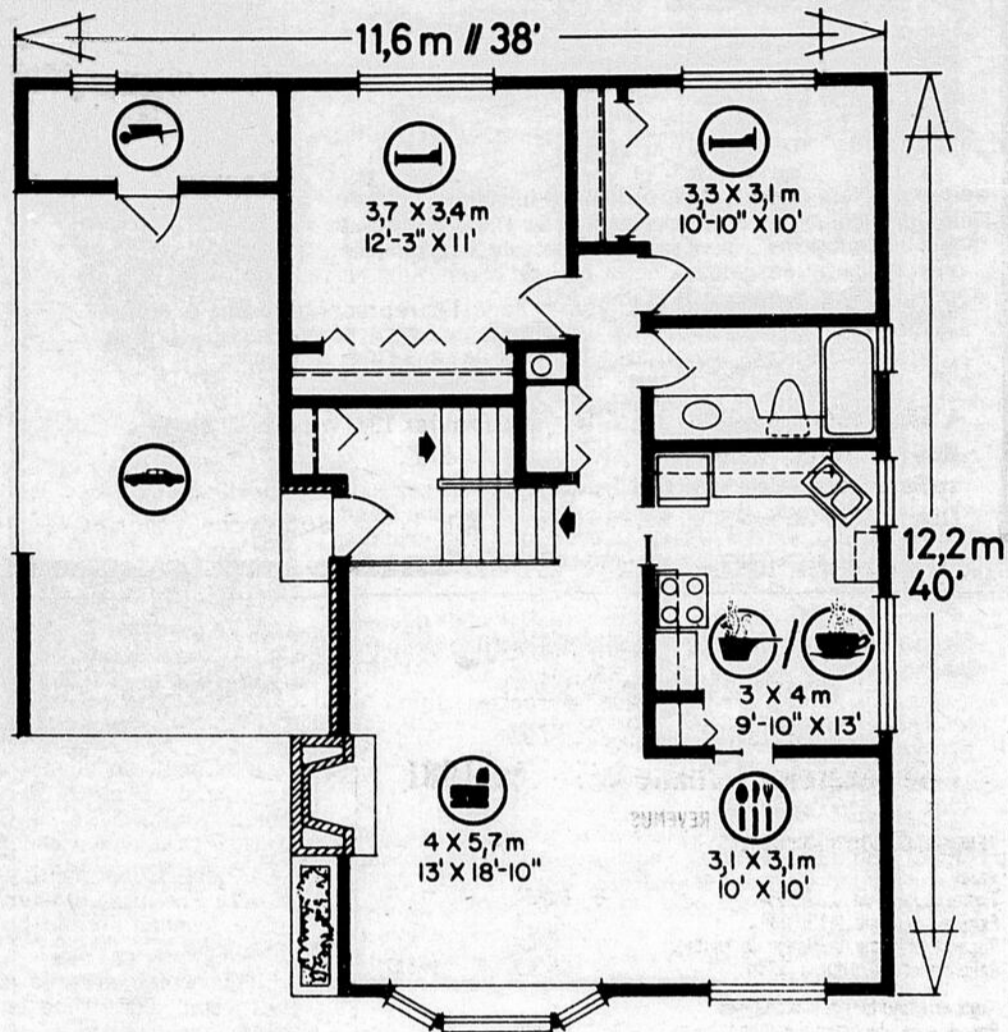 11,6 m // 38'
3,7 X 3,4 m
12'-3" X 11'
3,3 X 3,1 m
10'-10" X 10'
12,2 m
40'
3 X 4 m
9'-10" X 13'
4 X 5,7 m
13' X 18'-10"
REVENUS
3,1 X 3,1 m
10' X 10'